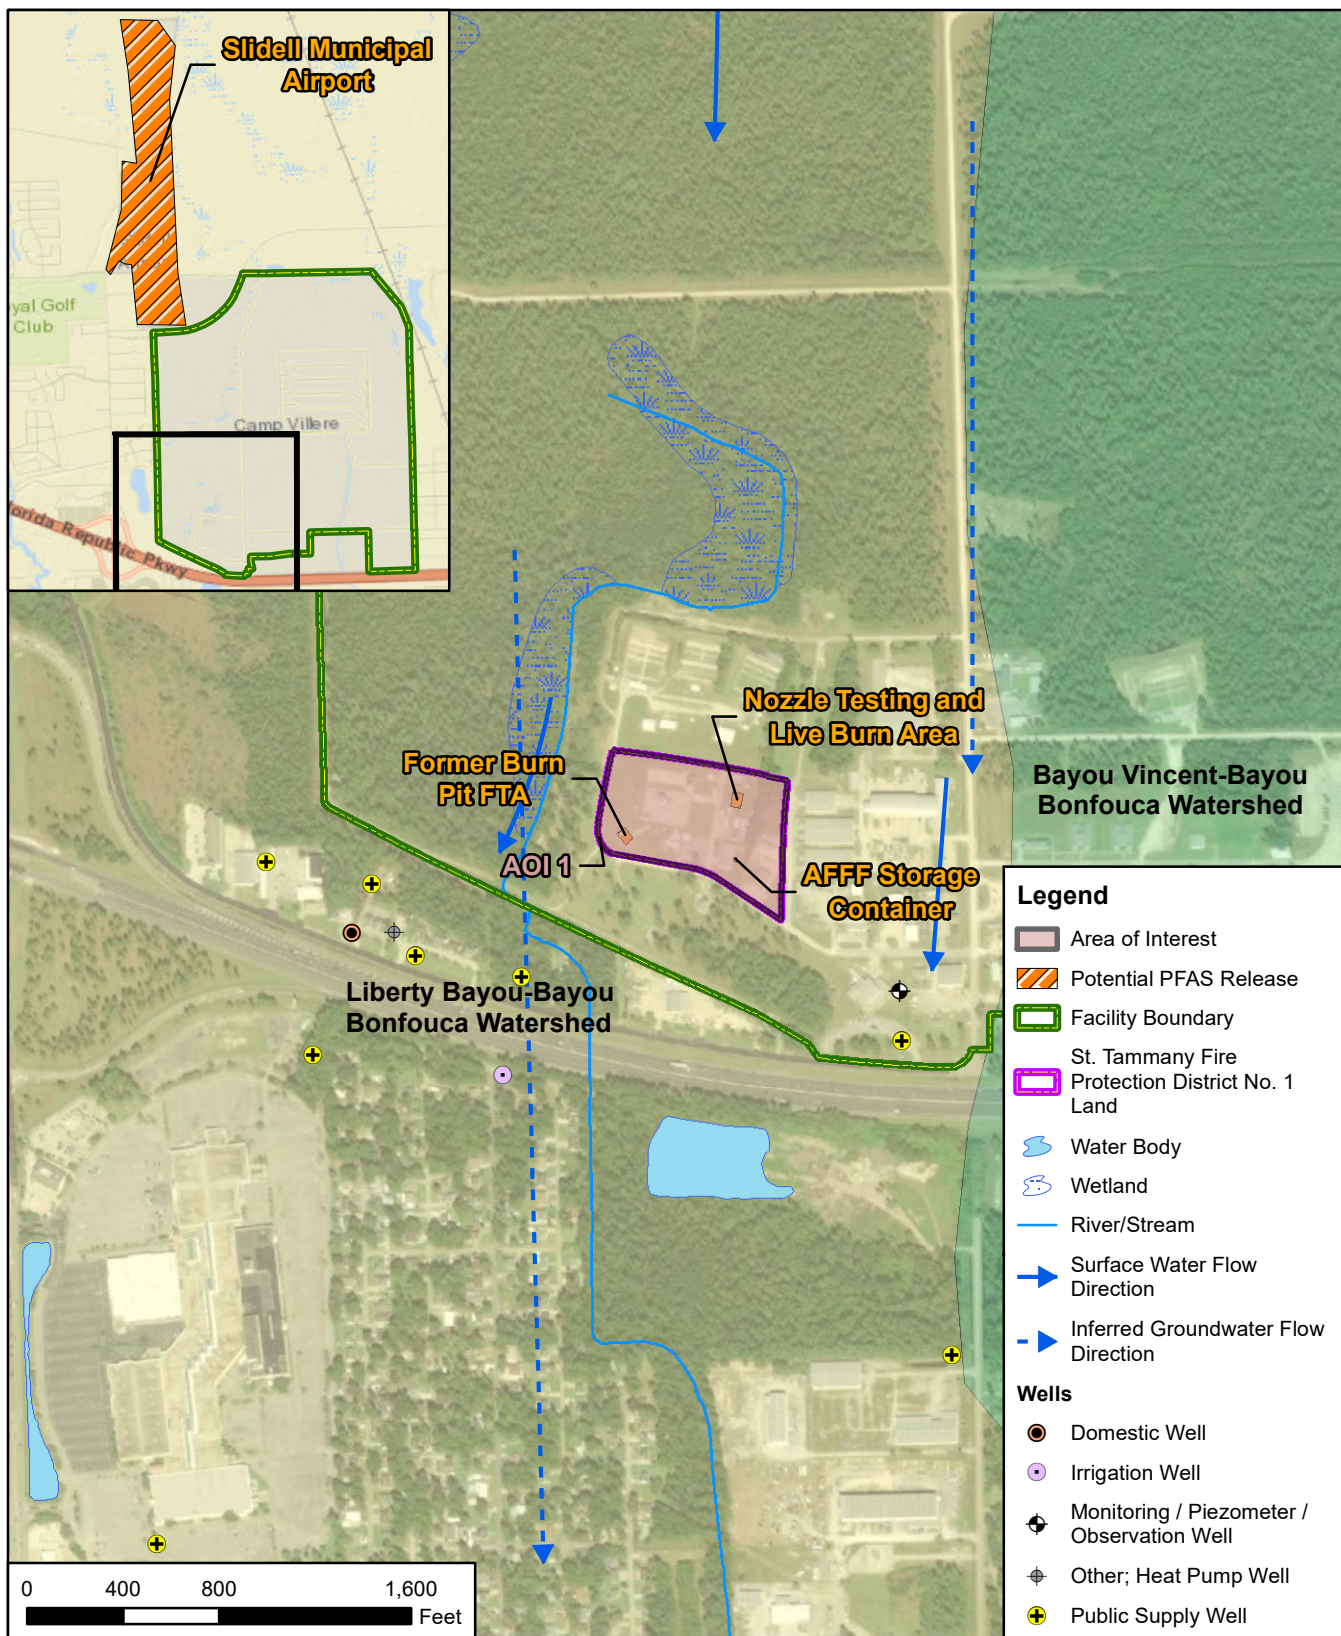 Slidell Municipal
Airport
oyal Golf
Club
Camp Villere
lorida Republic Pkwy
Nozzle Testing and
Live Burn Area
Former Burn
Pit FTA
AOI 1
AFFF Storage
Container
Bayou Vincent-Bayou
Bonfouca Watershed
Liberty Bayou-Bayou
Bonfouca Watershed
Legend
Area of Interest
Potential PFAS Release
Facility Boundary
St. Tammany Fire
Protection District No. 1
Land
Water Body
Wetland
River/Stream
Surface Water Flow
Direction
Inferred Groundwater Flow
Direction
Wells
Domestic Well
Irrigation Well
Monitoring / Piezometer /
Observation Well
Other; Heat Pump Well
Public Supply Well
0 400 800 1,600
Feet